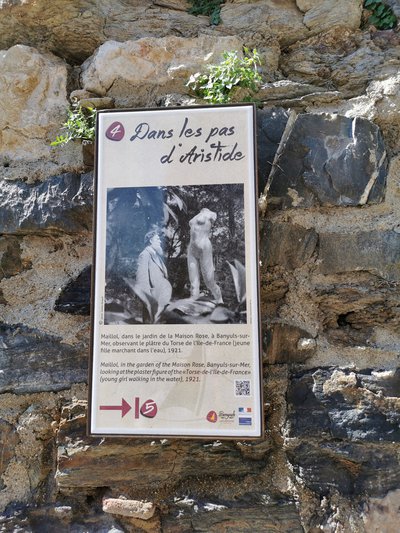 4 Dans les pas
d'Aristide
Maillol, dans le jardin de la Maison Rose, à Banyuls-sur-
Mer, observant le plâtre du Torse de l'Ile-de-France (jeune
fille marchant dans l'eau), 1921.
Maillol, in the garden of the Maison Rose, Banyuls-sur-Mer,
looking at the plaster figure of the «Torse-de-l'Ile-de-France»
(young girl walking in the water), 1921.
5